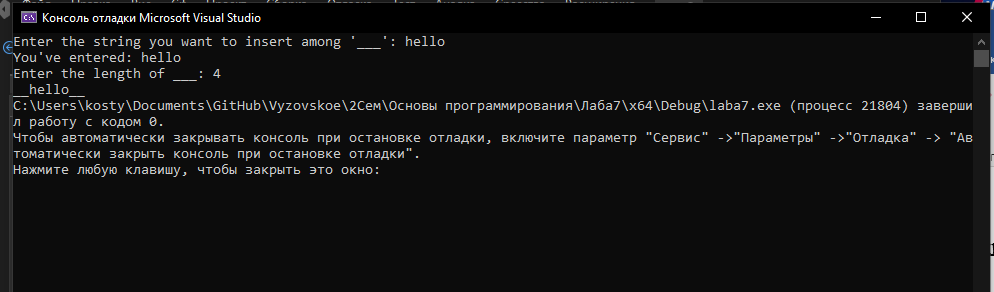 Консоль отладки Microsoft Visual Studio
Enter the string you want to insert among '___': hello
You've entered: hello
Enter the length of ___: 4
__hello__
C:\Users\kosty\Documents\GitHub\Vyzovskoe\2Сем\Основы программирования\Лаба7\x64\Debug\laba7.exe (процесс 21804) заверши
л работу с кодом 0.
Чтобы автоматически закрывать консоль при остановке отладки, включите параметр "Сервис" ->"Параметры" ->"Отладка" -> "Ав
томатически закрыть консоль при остановке отладки".
Нажмите любую клавишу, чтобы закрыть это окно: